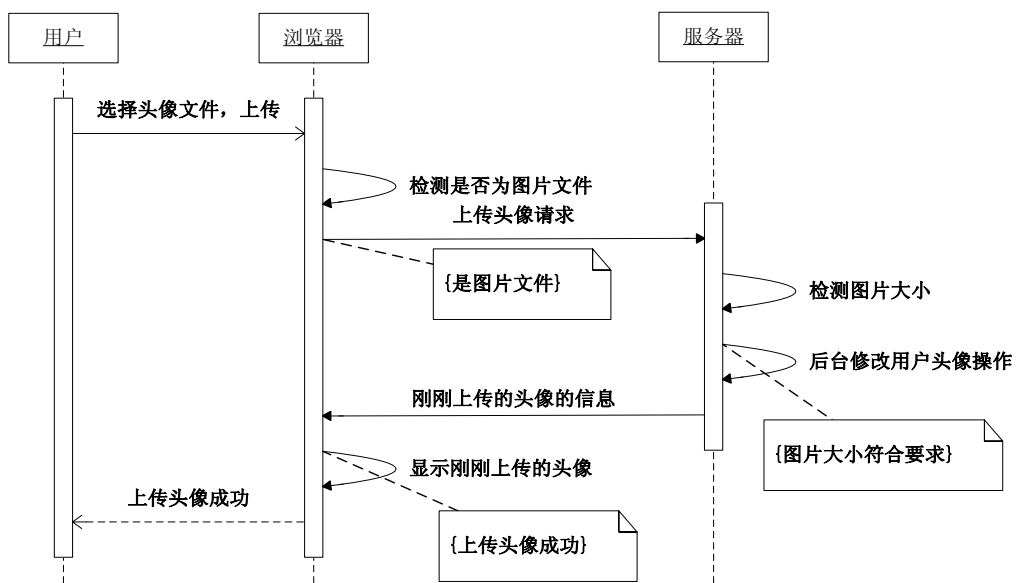 用户
浏览器
服务器
选择头像文件，上传
检测是否为图片文件
上传头像请求
{是图片文件}
检测图片大小
后台修改用户头像操作
刚刚上传的头像的信息
{图片大小符合要求}
显示刚刚上传的头像
上传头像成功
{上传头像成功}